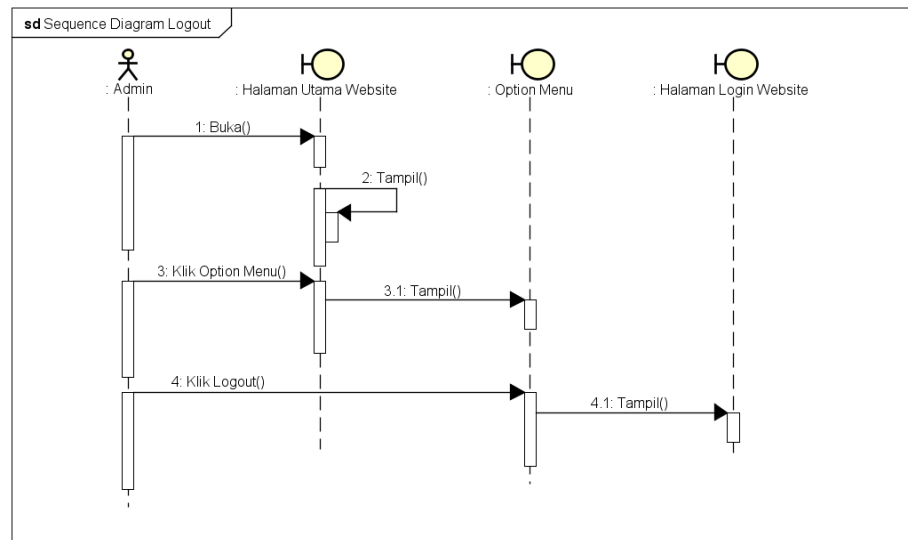 sd Sequence Diagram Logout
: Admin
: Halaman Utama Website
: Option Menu
: Halaman Login Website
1: Buka()
2: Tampil()
3: Klik Option Menu()
3.1: Tampil()
4: Klik Logout()
4.1: Tampil()